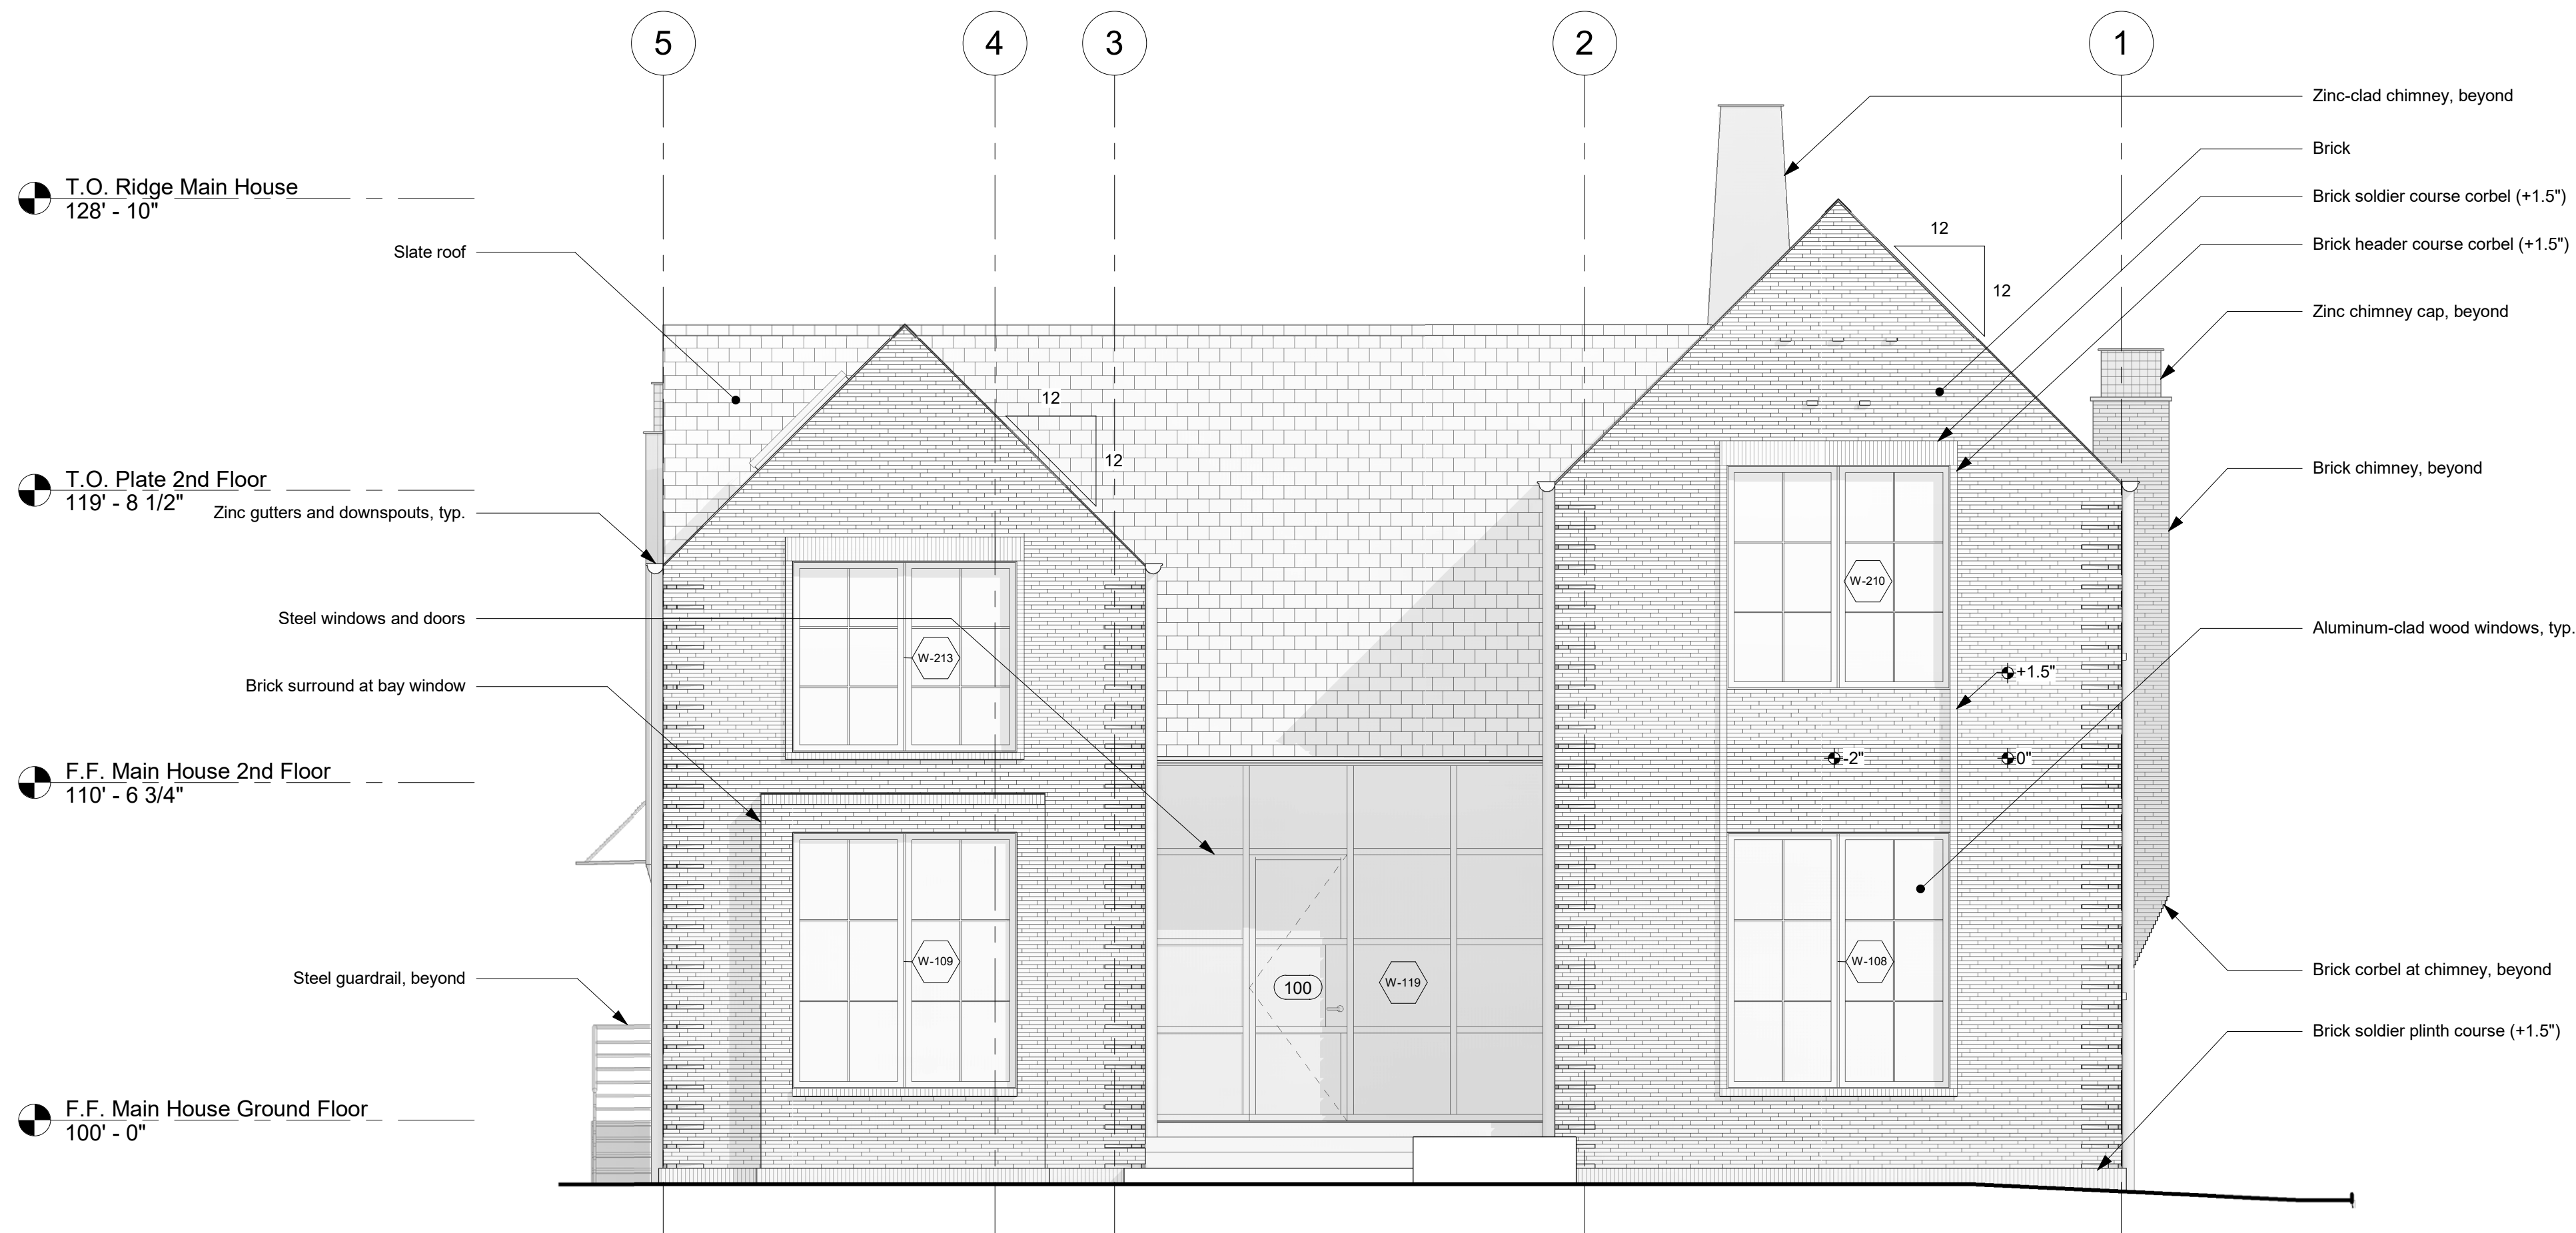 5
4
3
2
1
Zinc-clad chimney, beyond
Brick
T.O. Ridge Main House
128' - 10"
Brick soldier course corbel (+1.5")
12
Brick header course corbel (+1.5")
Slate roof
12
Zinc chimney cap, beyond
12
12
Brick chimney, beyond
T.O. Plate 2nd Floor
119' - 8 1/2"
Zinc gutters and downspouts, typ.
W-210
Steel windows and doors
Aluminum-clad wood windows, typ.
W-213
+1.5"
Brick surround at bay window
-2"
0"
F.F. Main House 2nd Floor
110' - 6 3/4"
W-109
W-108
Brick corbel at chimney, beyond
Steel guardrail, beyond
100
W-119
Brick soldier plinth course (+1.5")
F.F. Main House Ground Floor
100' - 0"